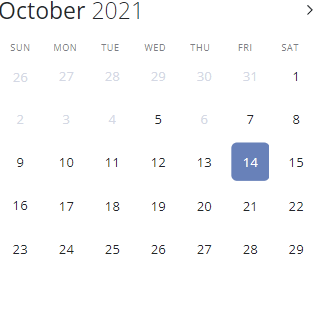 October 2021
SUN MON TUE WED THU FRI SAT
26 27 28 29 30 31 1
2 3 4 5 6 7 8
9 10 11 12 13 14 15
16 17 18 19 20 21 22
23 24 25 26 27 28 29